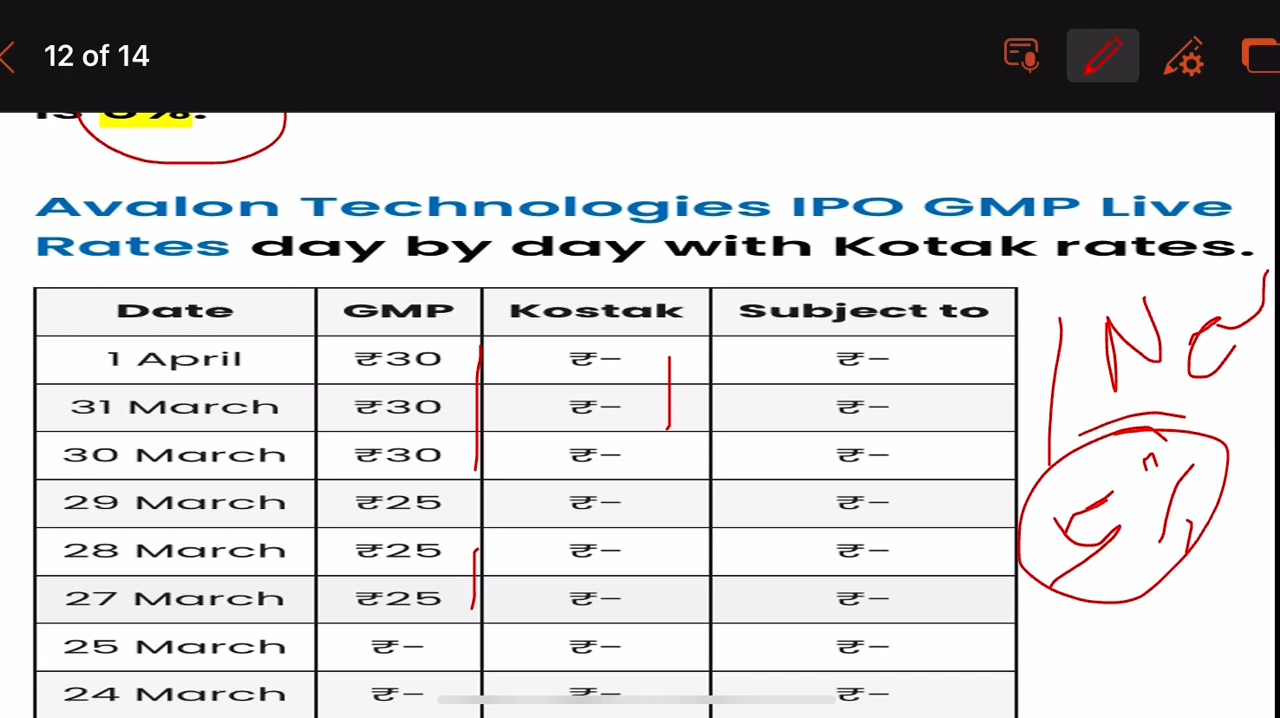 12 of 14
Avalon Technologies IPO GMP Live
Rates day by day with Kotak rates.
Date GMP Kostak Subject to
1 April ₹30 ₹- ₹-
31 March ₹30 ₹- ₹-
30 March ₹30 ₹- ₹-
29 March ₹25 ₹- ₹-
28 March ₹25 ₹- ₹-
27 March ₹25 ₹- ₹-
25 March ₹- ₹- ₹-
24 March ₹- ₹- ₹-